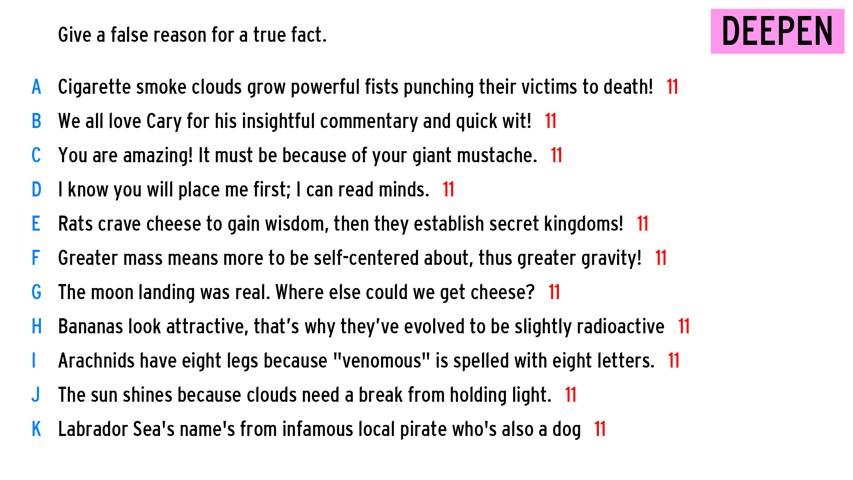 Give a false reason for a true fact.
DEEPEN
A Cigarette smoke clouds grow powerful fists punching their victims to death! 11
B We all love Cary for his insightful commentary and quick wit! 11
C You are amazing! It must be because of your giant mustache. 11
D I know you will place me first; I can read minds. 11
E Rats crave cheese to gain wisdom, then they establish secret kingdoms! 11
F Greater mass means more to be self-centered about, thus greater gravity! 11
G The moon landing was real. Where else could we get cheese? 11
H Bananas look attractive, that’s why they’ve evolved to be slightly radioactive 11
I Arachnids have eight legs because "venomous" is spelled with eight letters. 11
J The sun shines because clouds need a break from holding light. 11
K Labrador Sea's name's from infamous local pirate who's also a dog 11